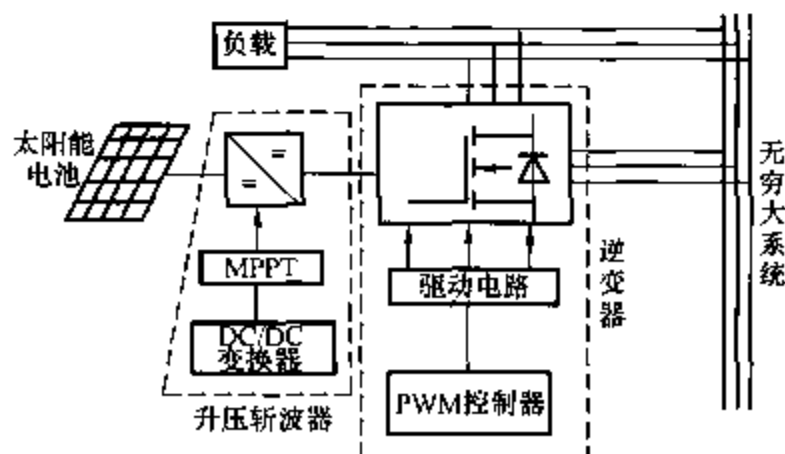 负载
太阳能
电池
=
=
MPPT
DC/DC
变换器
升压斩波器
驱动电路
PWM控制器
逆变器
无穷大系统